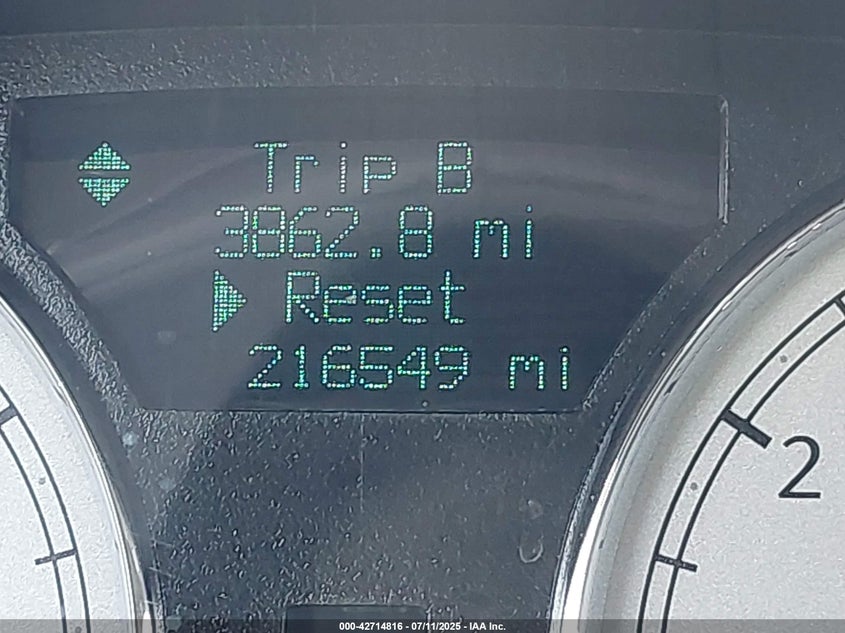 Trip B
3862.8 mi
Reset
216549 mi
2
000-42714816 - 07/11/2025 - IAA Inc.